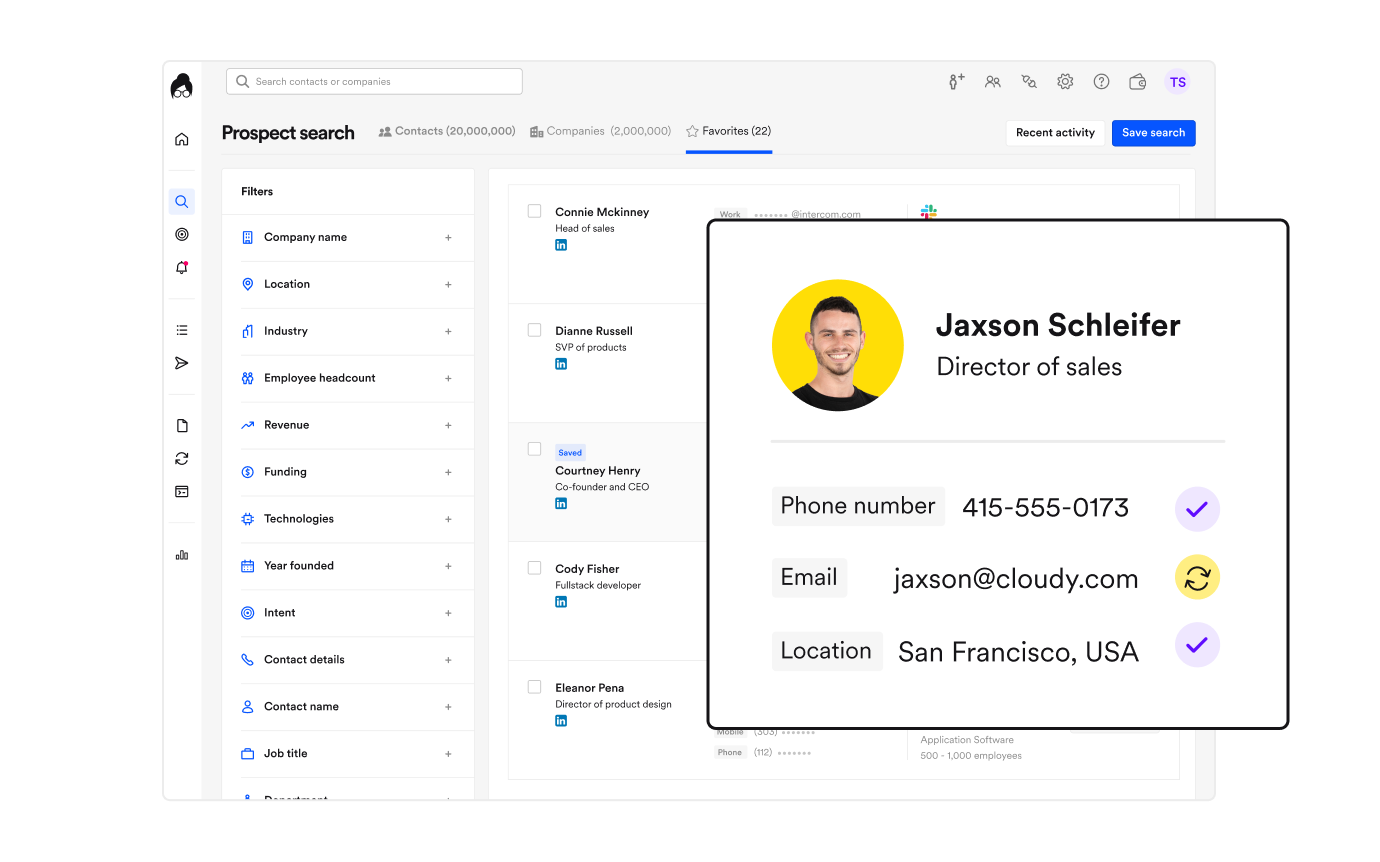 Search contacts or companies
TS
Prospect search
Contacts (20,000,000)
Companies (2,000,000)
Favorites (22)
Recent activity
Save search
Filters
Company name
Location
Industry
Employee headcount
Revenue
Funding
Technologies
Year founded
Intent
Contact details
Contact name
Job title
Department
Connie Mckinney
Head of sales
in
Work
@intercom.com
Dianne Russell
SVP of products
in
Saved
Courtney Henry
Co-founder and CEO
in
Cody Fisher
Fullstack developer
in
Eleanor Pena
Director of product design
in
Mobile (303)
Phone (112)
Application Software
500 - 1,000 employees
Jaxson Schleifer
Director of sales
Phone number 415-555-0173
Email jaxson@cloudy.com
Location San Francisco, USA